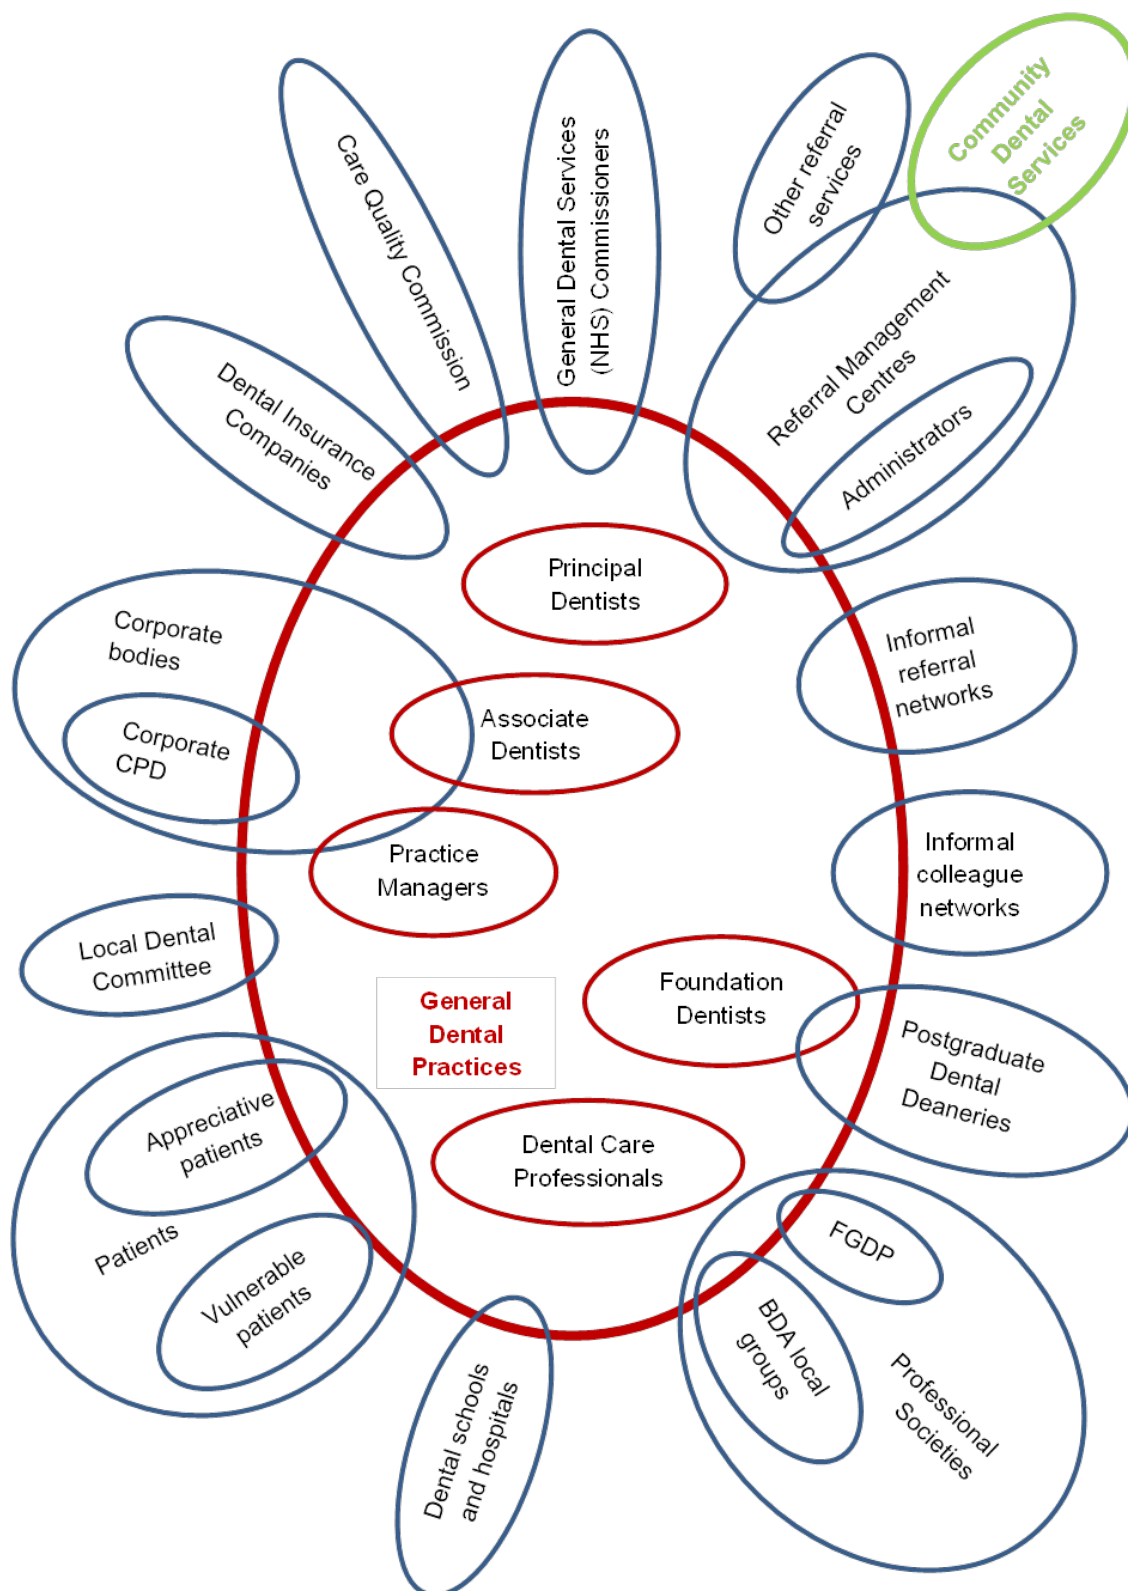 Community
Dental
Services
Other referral
services
General Dental Services
(NHS) Commissioners
Care Quality Commission
Dental Insurance
Companies
Referral Management
Centres
Administrators
Principal
Dentists
Corporate
bodies
Corporate
CPD
Associate
Dentists
Informal
referral
networks
Practice
Managers
Informal
colleague
networks
Local Dental
Committee
General
Dental
Practices
Foundation
Dentists
Postgraduate
Dental
Deaneries
Appreciative
patients
Patients
Vulnerable
patients
Dental Care
Professionals
FGDP
BDA local
groups
Professional
Societies
Dental schools
and hospitals